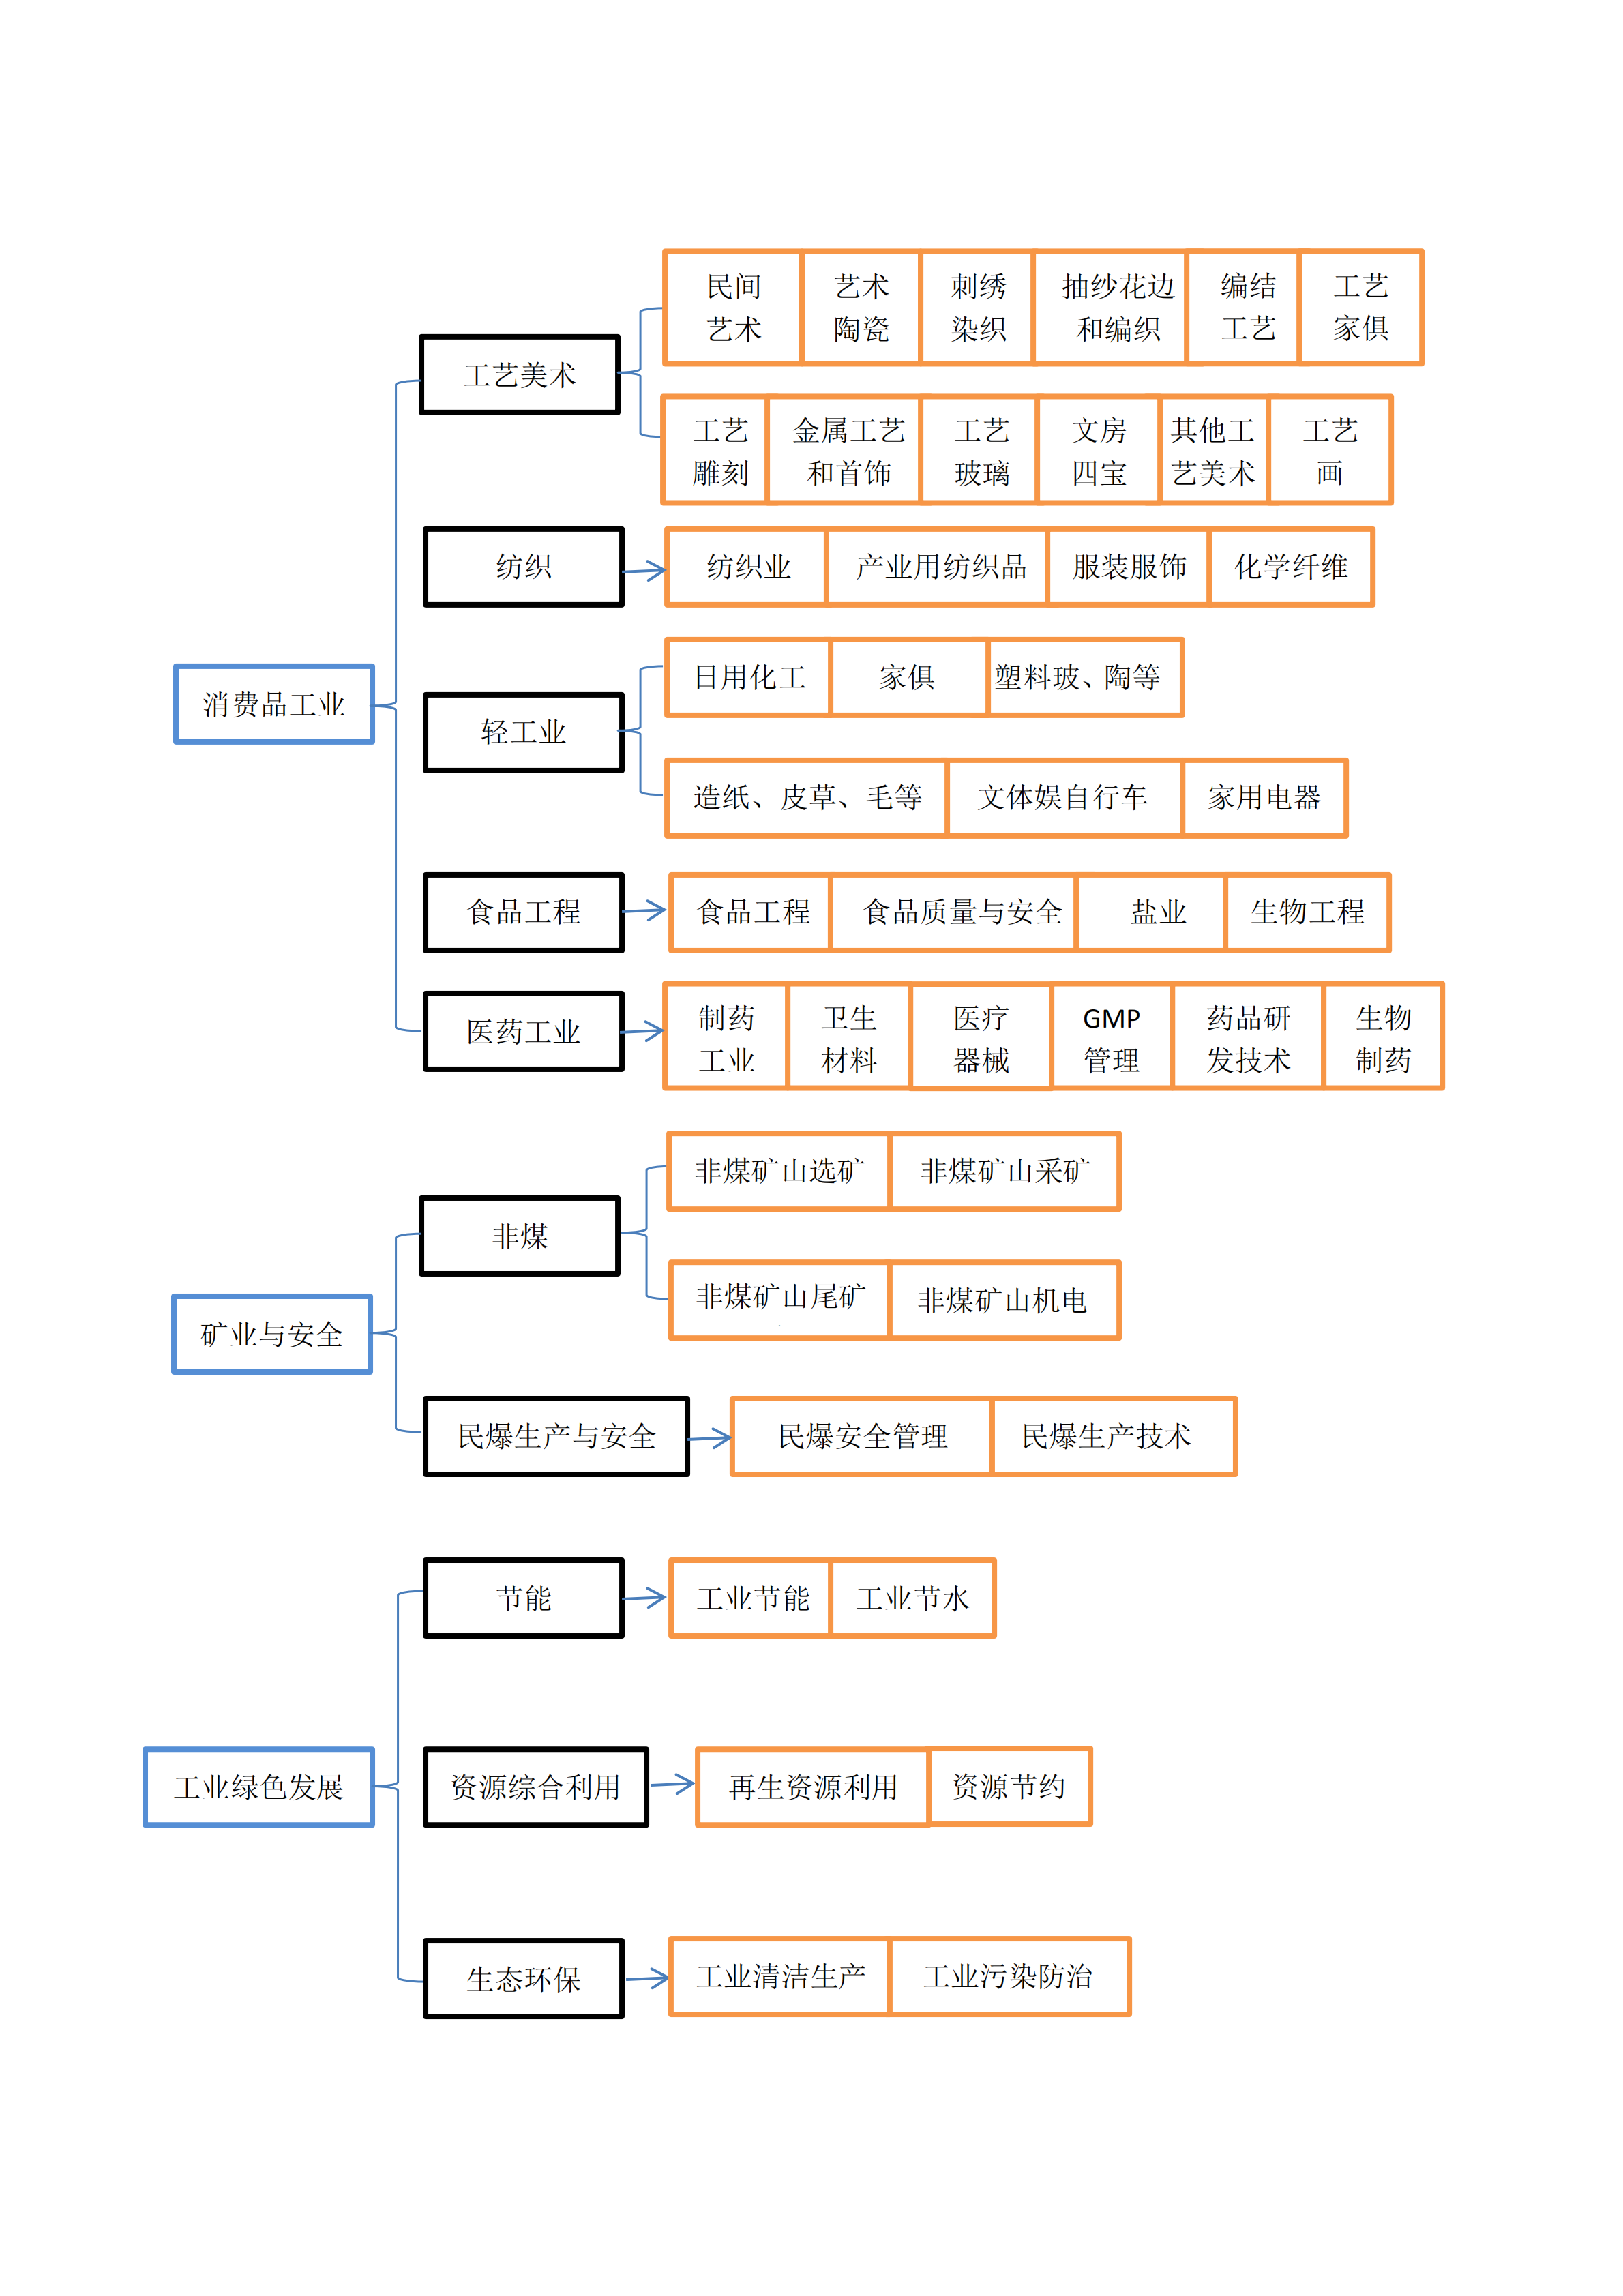 民间
艺术
艺术
陶瓷
刺绣
染织
抽纱花边
和编织
编结
工艺
工艺
家俱
工艺美术
工艺
雕刻
金属工艺
和首饰
工艺
玻璃
文房
四宝
其他工
艺美术
工艺
画
纺织
纺织业
产业用纺织品
服装服饰
化学纤维
消费品工业
轻工业
日用化工
家俱
塑料玻、陶等
造纸、皮草、毛等
文体娱自行车
家用电器
食品工程
食品工程
食品质量与安全
盐业
生物工程
医药工业
制药
工业
卫生
材料
医疗
器械
GMP
管理
药品研
发技术
生物
制药
矿业与安全
非煤
非煤矿山选矿
非煤矿山采矿
非煤矿山尾矿
非煤矿山机电
民爆生产与安全
民爆安全管理
民爆生产技术
工业绿色发展
节能
工业节能
工业节水
资源综合利用
再生资源利用
资源节约
生态环保
工业清洁生产
工业污染防治